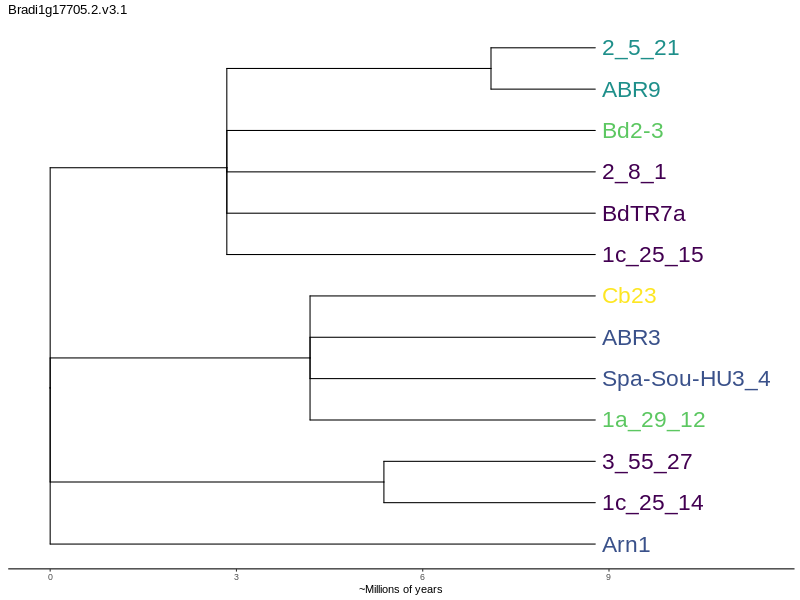 Bradi1g17705.2.v3.1
2_5_21
ABR9
Bd2-3
2_8_1
BdTR7a
1c_25_15
Cb23
ABR3
Spa-Sou-HU3_4
1a_29_12
3_55_27
1c_25_14
Arn1
0 3 6 9
~Millions of years